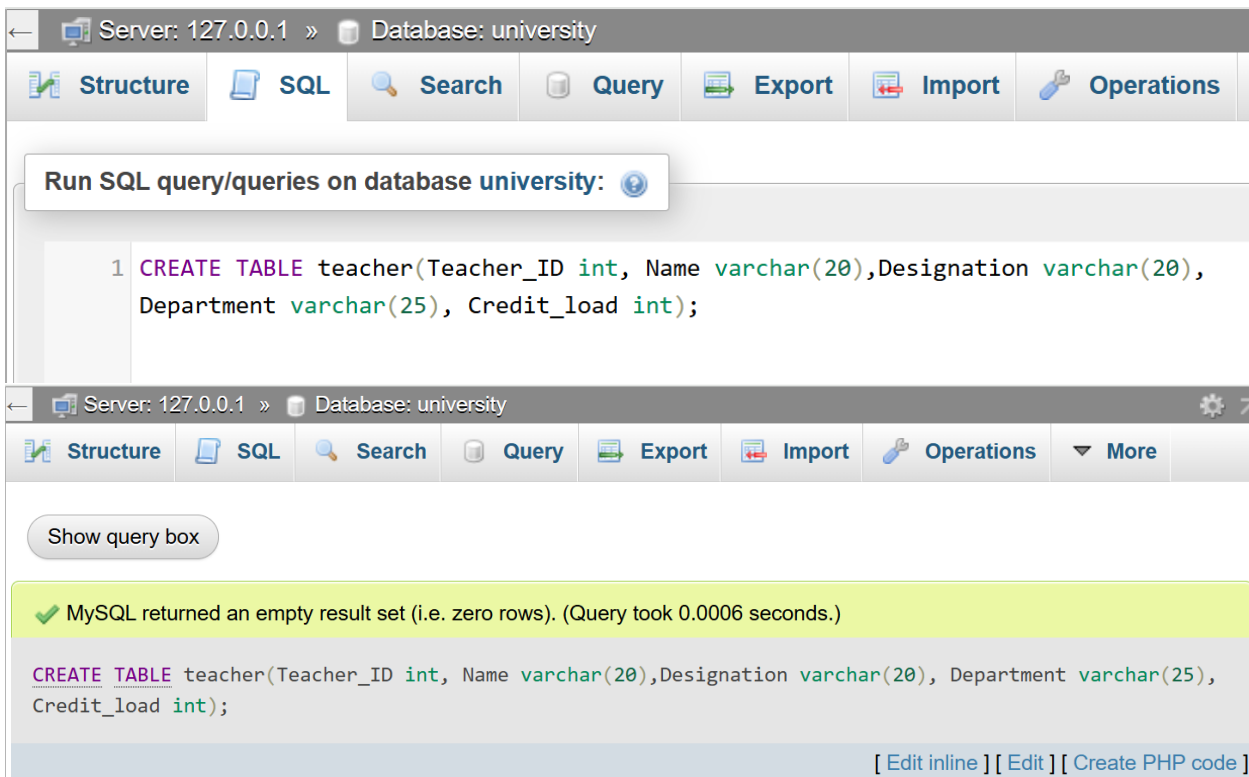 ← Server: 127.0.0.1 » Database: university
Structure SQL Search Query Export Import Operations
Run SQL query/queries on database university:
1 CREATE TABLE teacher(Teacher_ID int, Name varchar(20),Designation varchar(20),
Department varchar(25), Credit_load int);
← Server: 127.0.0.1 » Database: university
Structure SQL Search Query Export Import Operations More
Show query box
MySQL returned an empty result set (i.e. zero rows). (Query took 0.0006 seconds.)
CREATE TABLE teacher(Teacher_ID int, Name varchar(20),Designation varchar(20), Department varchar(25),
Credit_load int);
[ Edit inline ] [ Edit ] [ Create PHP code ]